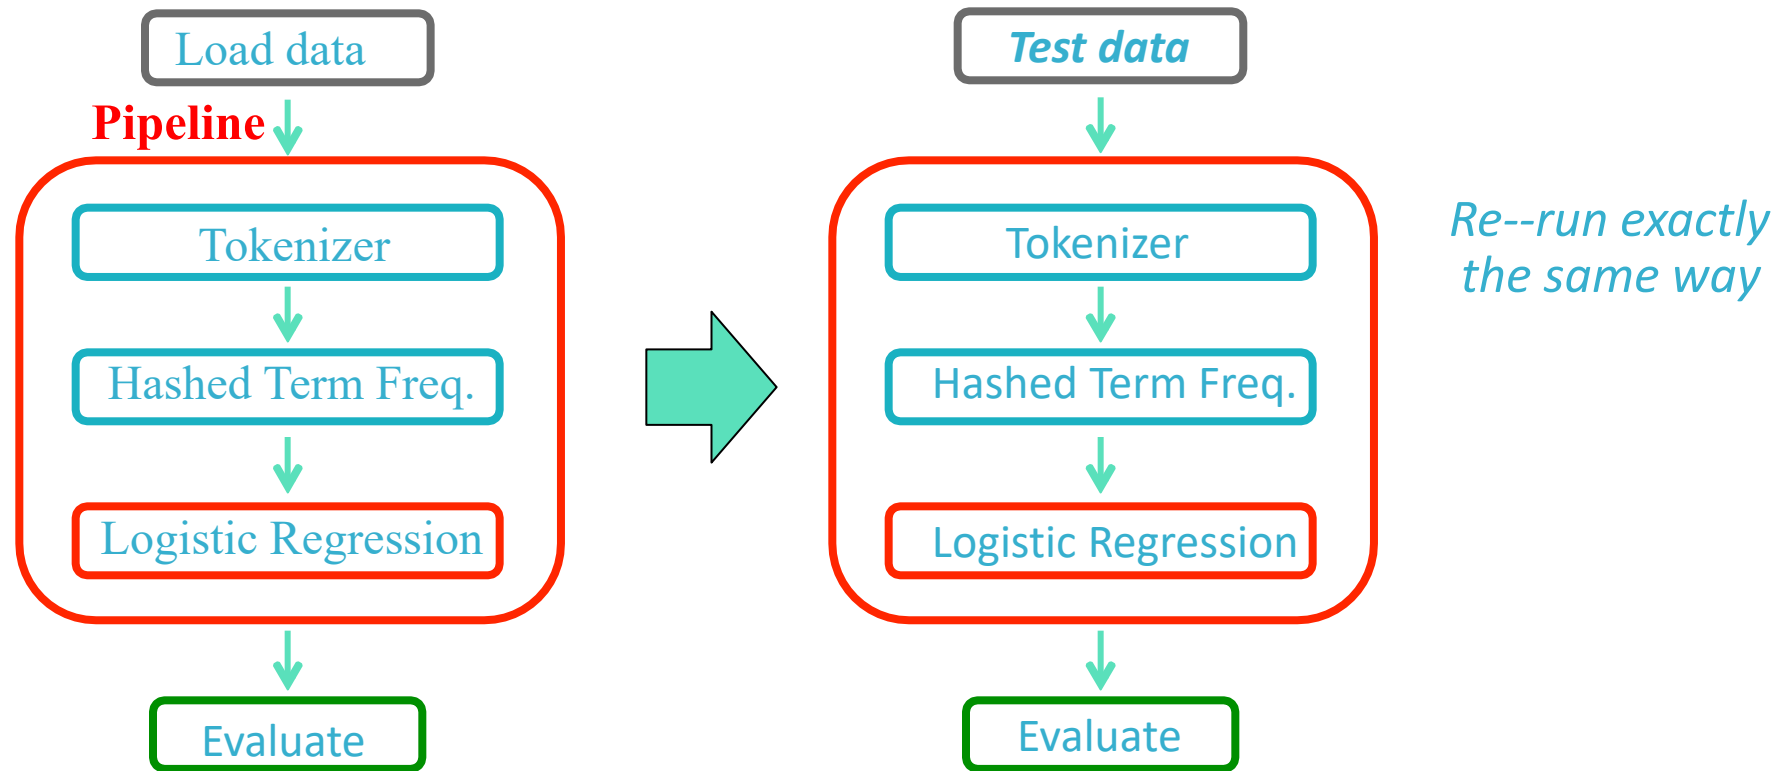 Load data
Pipeline
Tokenizer
Hashed Term Freq.
Logistic Regression
Evaluate
Test data
Tokenizer
Hashed Term Freq.
Logistic Regression
Evaluate
Re--run exactly
the same way